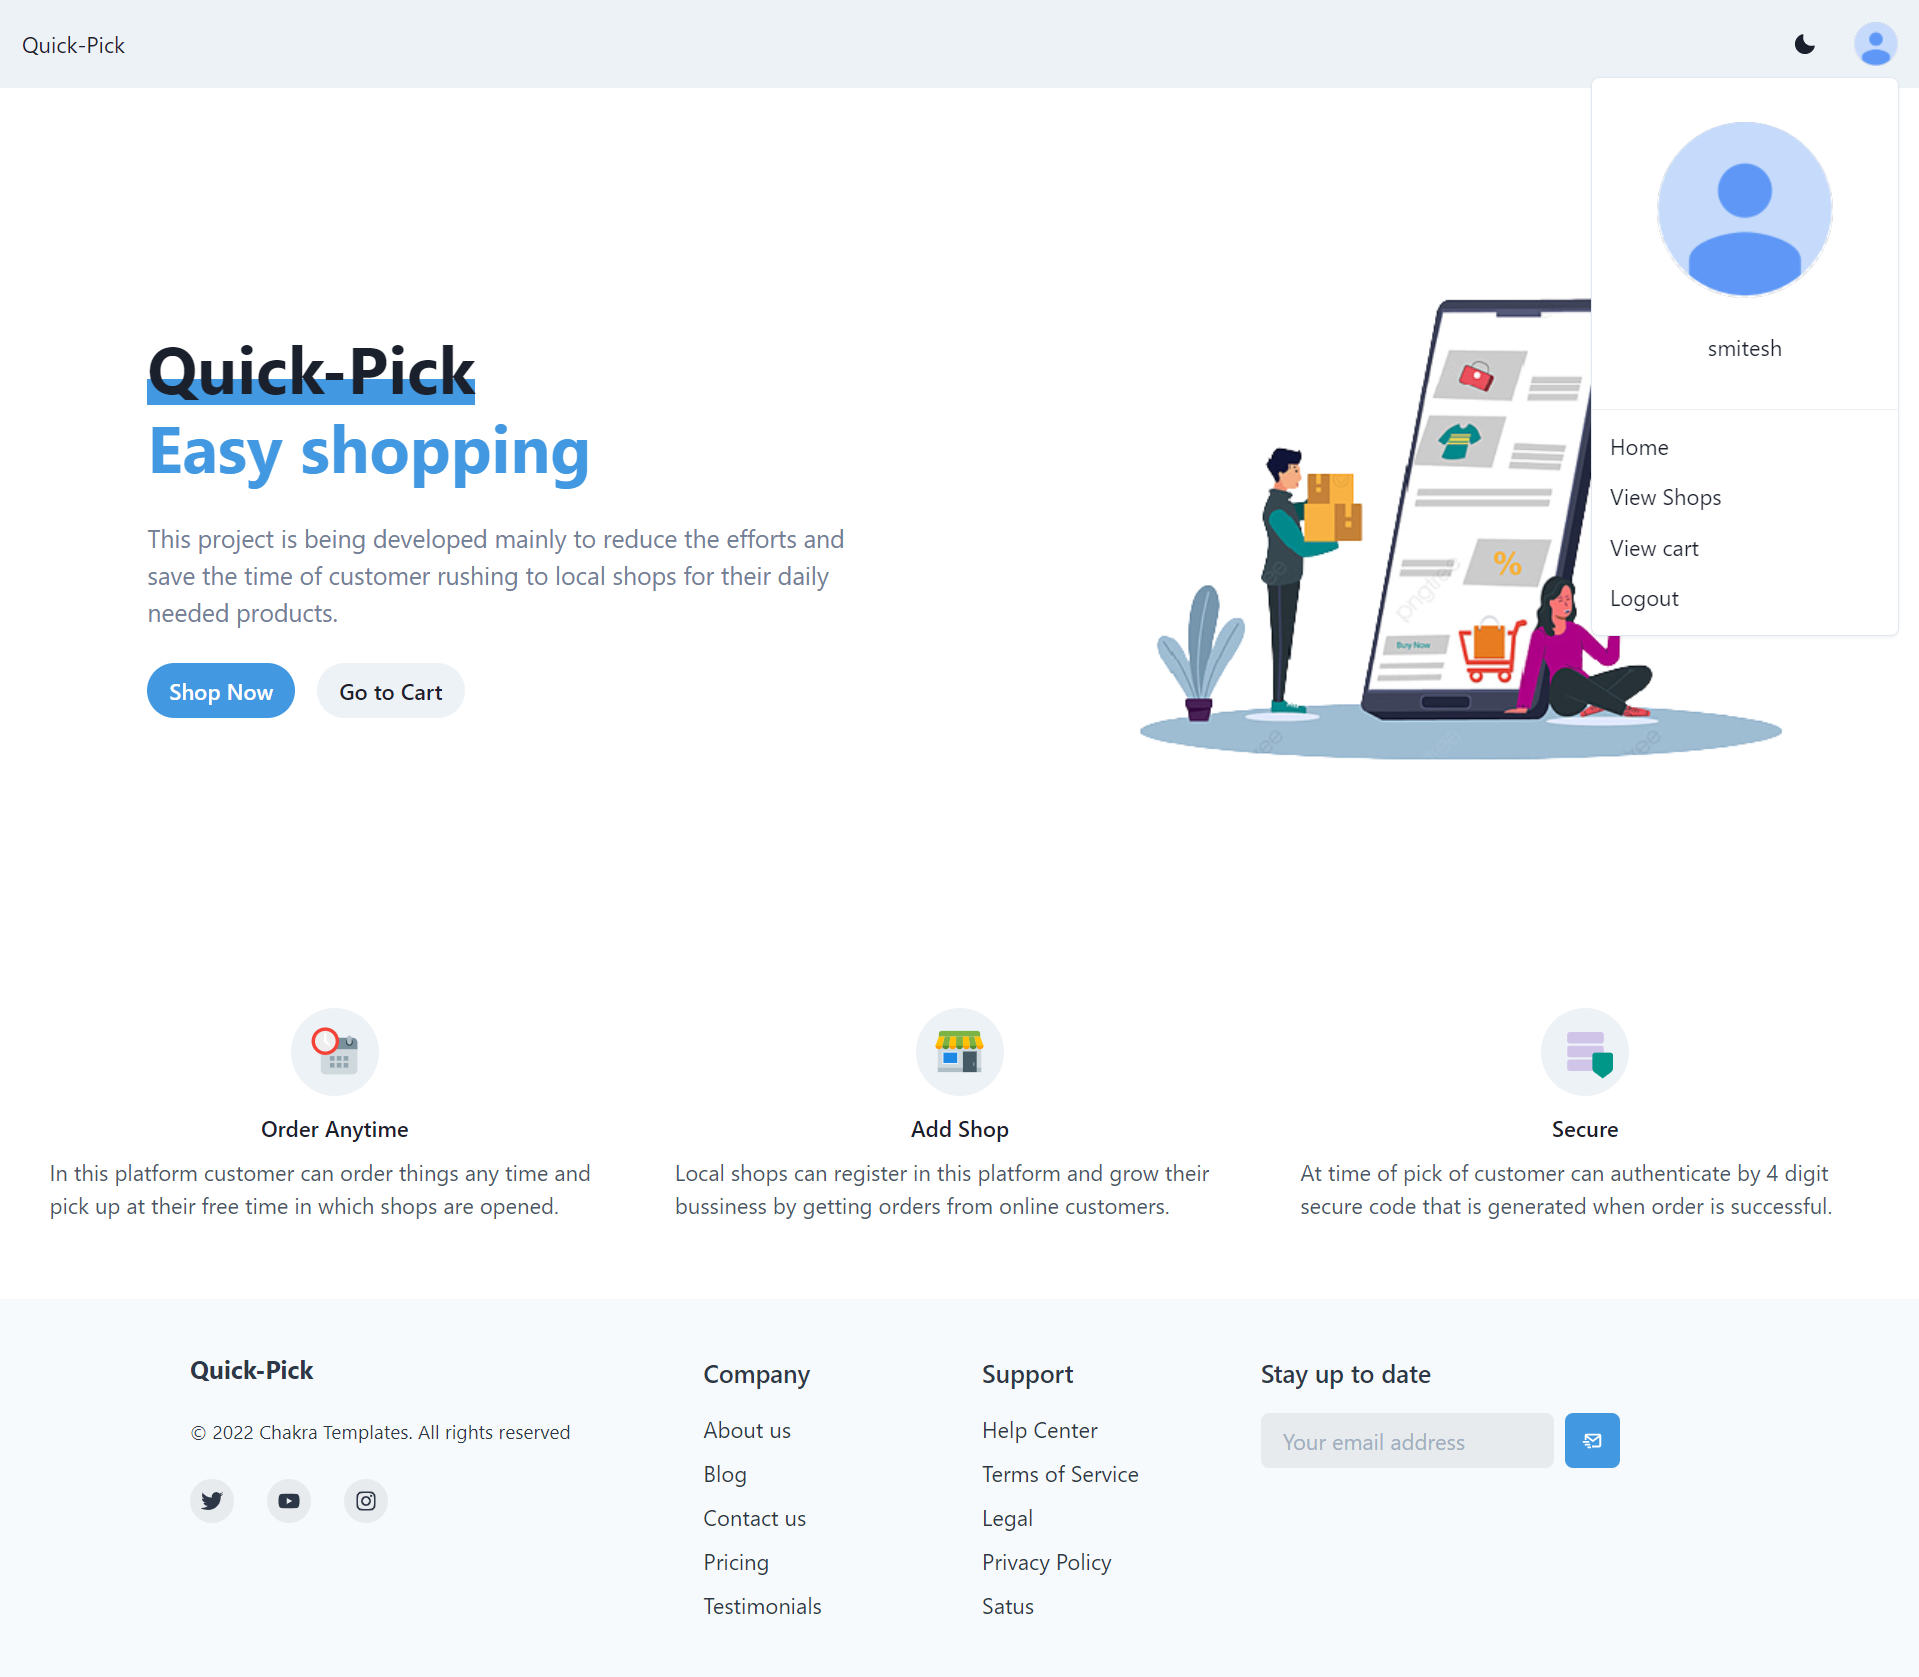 Quick-Pick
smitesh
Home
View Shops
View cart
Logout
Quick-Pick
Easy shopping
This project is being developed mainly to reduce the efforts and
save the time of customer rushing to local shops for their daily
needed products.
Shop Now
Go to Cart
%
pngtree
Buy Now
Order Anytime
In this platform customer can order things any time and
pick up at their free time in which shops are opened.
Add Shop
Local shops can register in this platform and grow their
bussiness by getting orders from online customers.
Secure
At time of pick of customer can authenticate by 4 digit
secure code that is generated when order is successful.
Quick-Pick
© 2022 Chakra Templates. All rights reserved
Company
About us
Blog
Contact us
Pricing
Testimonials
Support
Help Center
Terms of Service
Legal
Privacy Policy
Satus
Stay up to date
Your email address